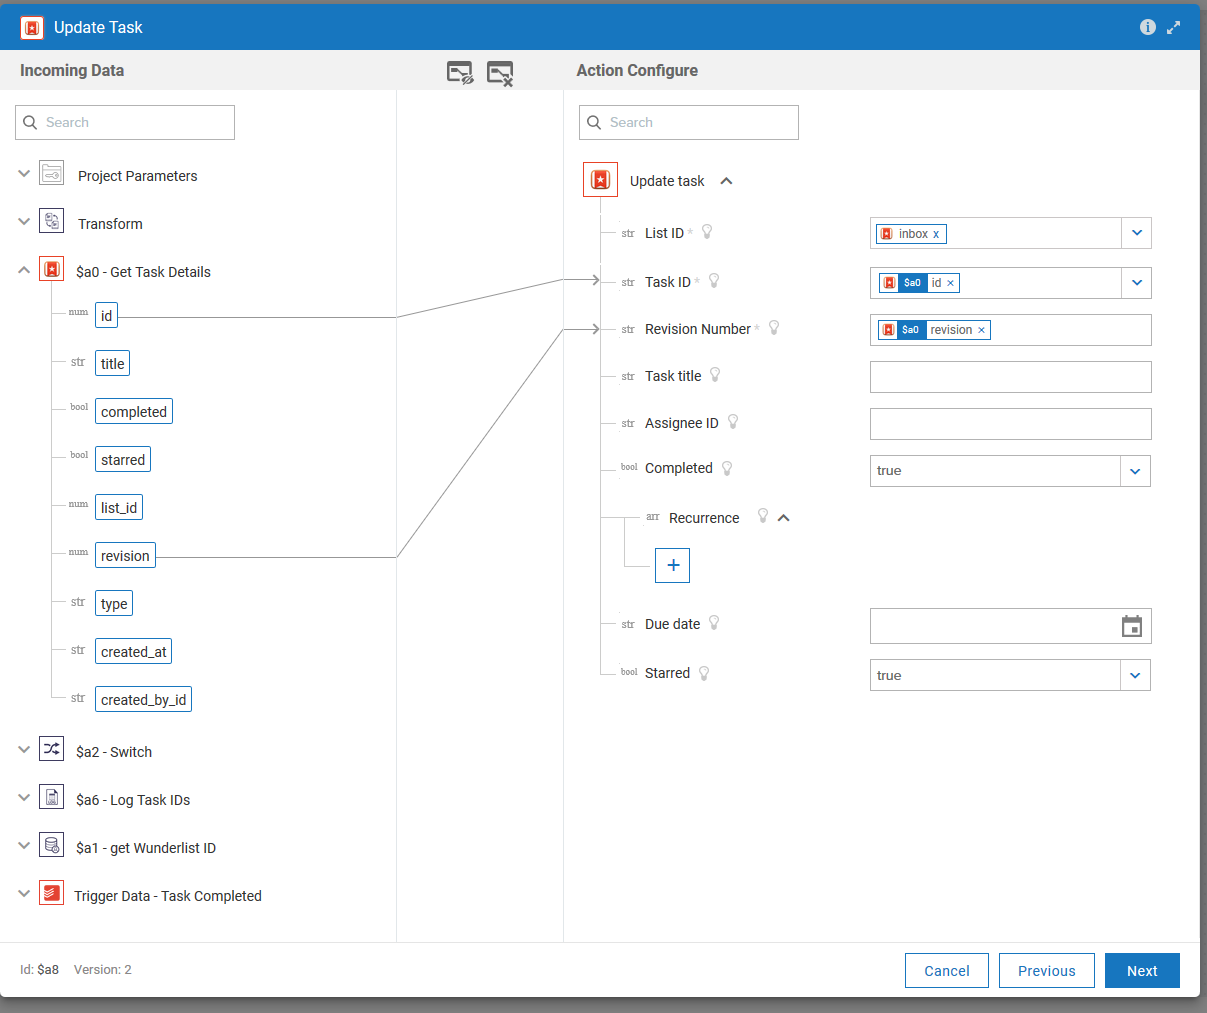 Update Task
Incoming Data
Action Configure
Search
Search
Project Parameters
Transform
$a0 - Get Task Details
num id
str title
bool completed
bool starred
num list_id
num revision
str type
str created_at
str created_by_id
$a2 - Switch
$a6 - Log Task IDs
$a1 - get Wunderlist ID
Trigger Data - Task Completed
Update task
str List ID * inbox x
str Task ID * $a0 id ×
str Revision Number * $a0 revision ×
str Task title
str Assignee ID
bool Completed true
arr Recurrence
+
str Due date
bool Starred true
Id: $a8 Version: 2
Cancel Previous Next